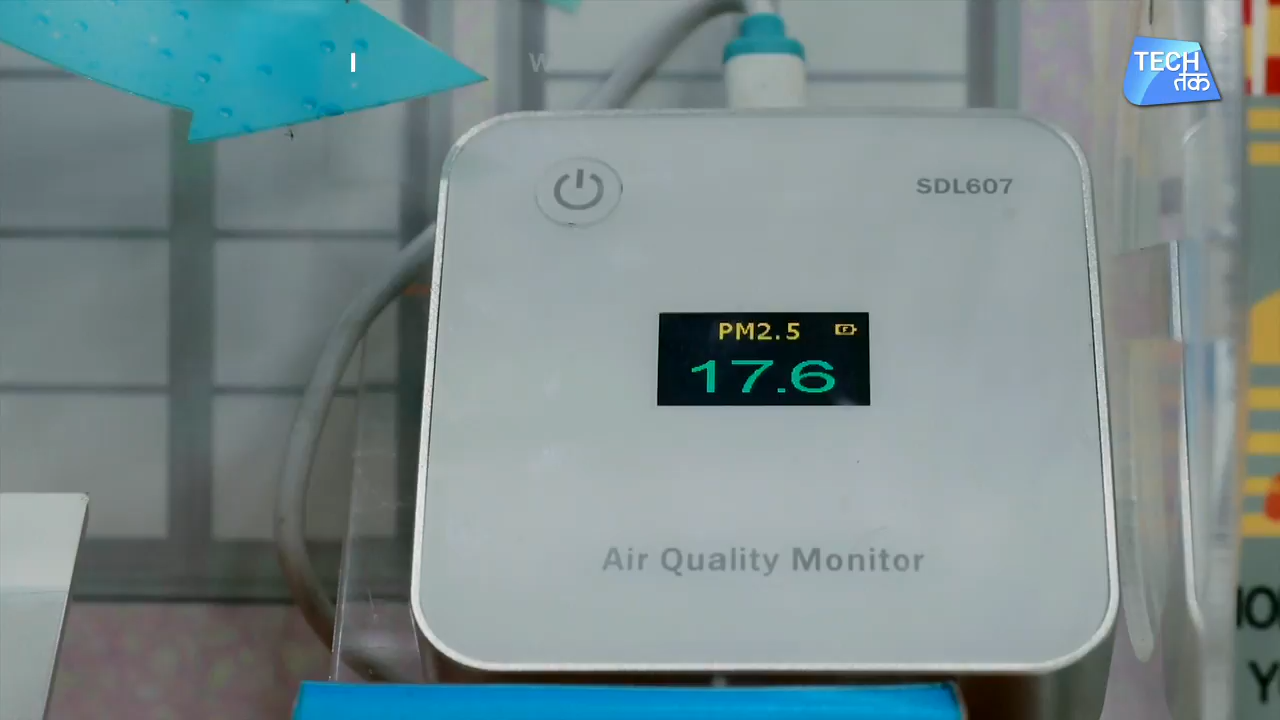 I
W
TECH
तक
SDL607
PM2.5
17.6
Air Quality Monitor